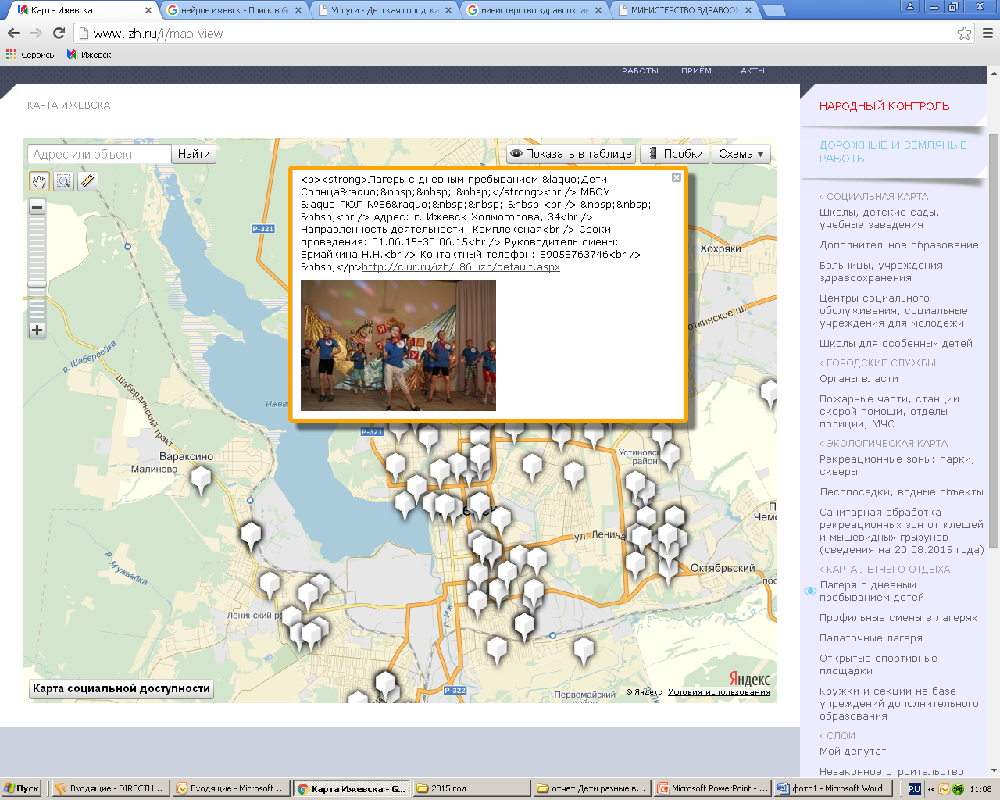 Карта Ижевска
нейрон ижевск - Поиск в G
Услуги - Детская городска
министерство здравоохран
МИНИСТЕРСТВО ЗДРАВООХ
www.izh.ru/i/map-view
Сервисы
Ижевск
РАБОТЫ
ПРИЁМ
АКТЫ
КАРТА ИЖЕВСКА
Адрес или объект
Найти
Показать в таблице
Пробки
Схема
<p><strong>Лагерь с дневным пребыванием &laquo;Дети
Солнца&raquo;&nbsp;&nbsp; &nbsp;</strong><br /> МБОУ
&laquo;ГЮЛ №86&raquo;&nbsp;&nbsp; &nbsp;<br /> &nbsp;&nbsp;
&nbsp;<br /> Адрес: г. Ижевск Холмогорова, 34<br />
Направленность деятельности: Комплексная<br /> Сроки
проведения: 01.06.15-30.06.15<br /> Руководитель смены:
Ермайкина Н.Н.<br /> Контактный телефон: 89058763746<br />
&nbsp;</p>http://ciur.ru/izh/L86_izh/default.aspx
Р-321
Хохряки
р. Шабердейка
Шабердинский тракт
Р-321
Вараксино
Малиново
Устиновский
район
ул. Ленина
Октябрьский
р. Мужвайка
р. Иж
Р-322
Первомайский
район
Яндекс
© Яндекс Условия использования
Карта социальной доступности
НАРОДНЫЙ КОНТРОЛЬ
ДОРОЖНЫЕ И ЗЕМЛЯНЫЕ
РАБОТЫ
‹ СОЦИАЛЬНАЯ КАРТА
Школы, детские сады,
учебные заведения
Дополнительное образование
Больницы, учреждения
здравоохранения
Центры социального
обслуживания, социальные
учреждения для молодежи
Школы для особенных детей
‹ ГОРОДСКИЕ СЛУЖБЫ
Органы власти
Пожарные части, станции
скорой помощи, отделы
полиции, МЧС
‹ ЭКОЛОГИЧЕСКАЯ КАРТА
Рекреационные зоны: парки,
скверы
Лесопосадки, водные объекты
Санитарная обработка
рекреационных зон от клещей
и мышевидных грызунов
(сведения на 20.08.2015 года)
‹ КАРТА ЛЕТНЕГО ОТДЫХА
Лагеря с дневным
пребыванием детей
Профильные смены в лагерях
Палаточные лагеря
Открытые спортивные
площадки
Кружки и секции на базе
учреждений дополнительного
образования
‹ СЛОИ
Мой депутат
Незаконное строительство
Пуск
Входящие - DIRECTU...
Входящие - Microsoft ...
Карта Ижевска - G...
2015 год
отчет Дети разные в...
Microsoft PowerPoint - ...
фото1 - Microsoft Word
RU
11:08